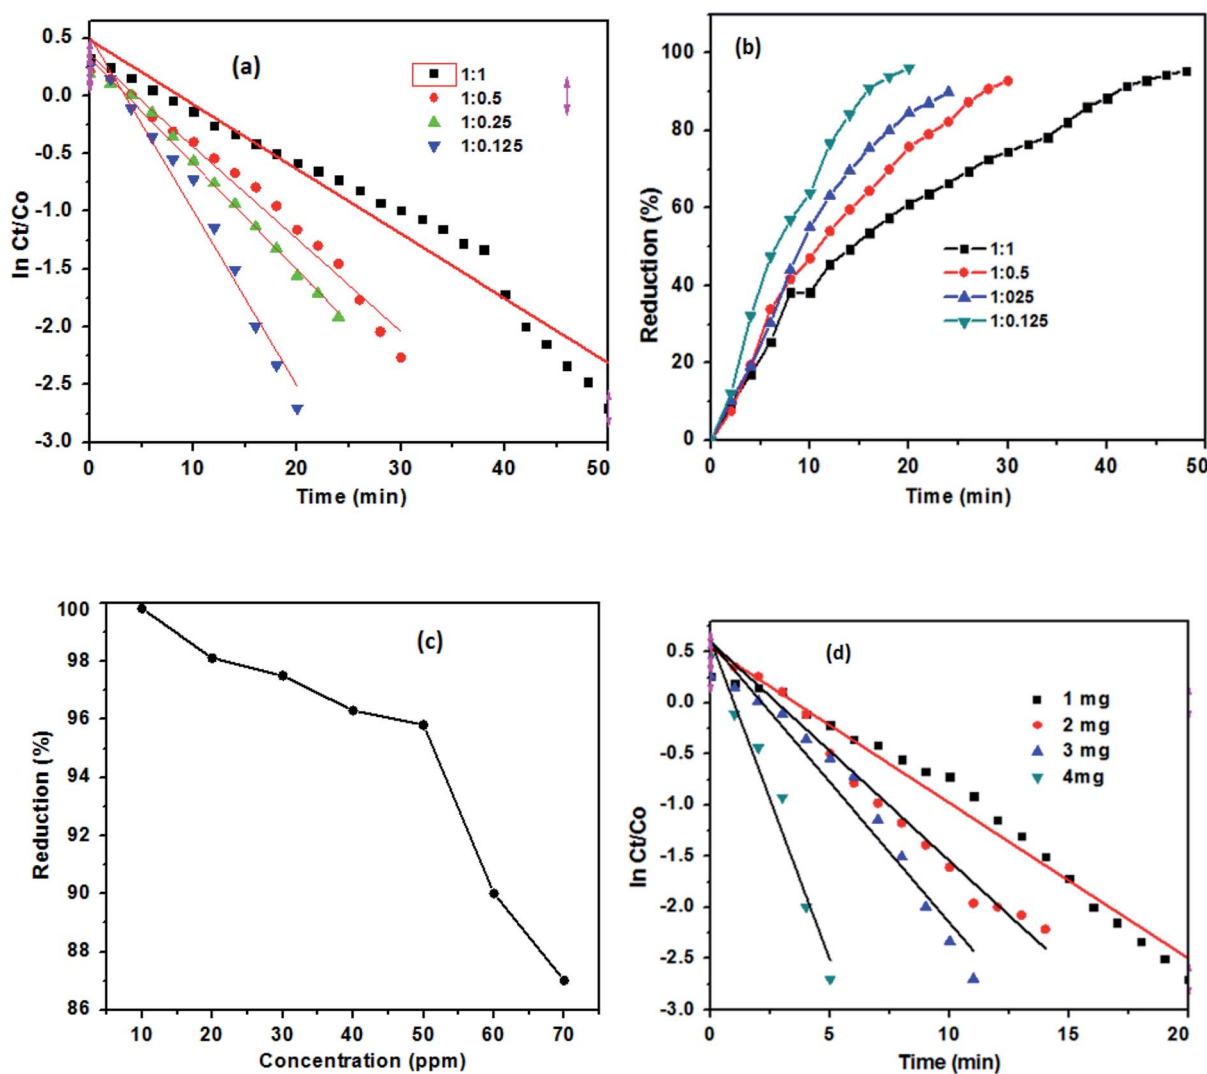 (a)
1:1
1:0.5
1:0.25
1:0.125
0.5
0.0
-0.5
-1.0
-1.5
-2.0
-2.5
-3.0
ln Ct/Co
0 10 20 30 40 50
Time (min)
(b)
1:1
1:0.5
1:025
1:0.125
100
80
60
40
20
0
Reduction (%)
0 10 20 30 40 50
Time (min)
(c)
100
98
96
94
92
90
88
86
Reduction (%)
10 20 30 40 50 60 70
Concentration (ppm)
(d)
1 mg
2 mg
3 mg
4mg
0.5
0.0
-0.5
-1.0
-1.5
-2.0
-2.5
-3.0
ln Ct/Co
0 5 10 15 20
Time (min)